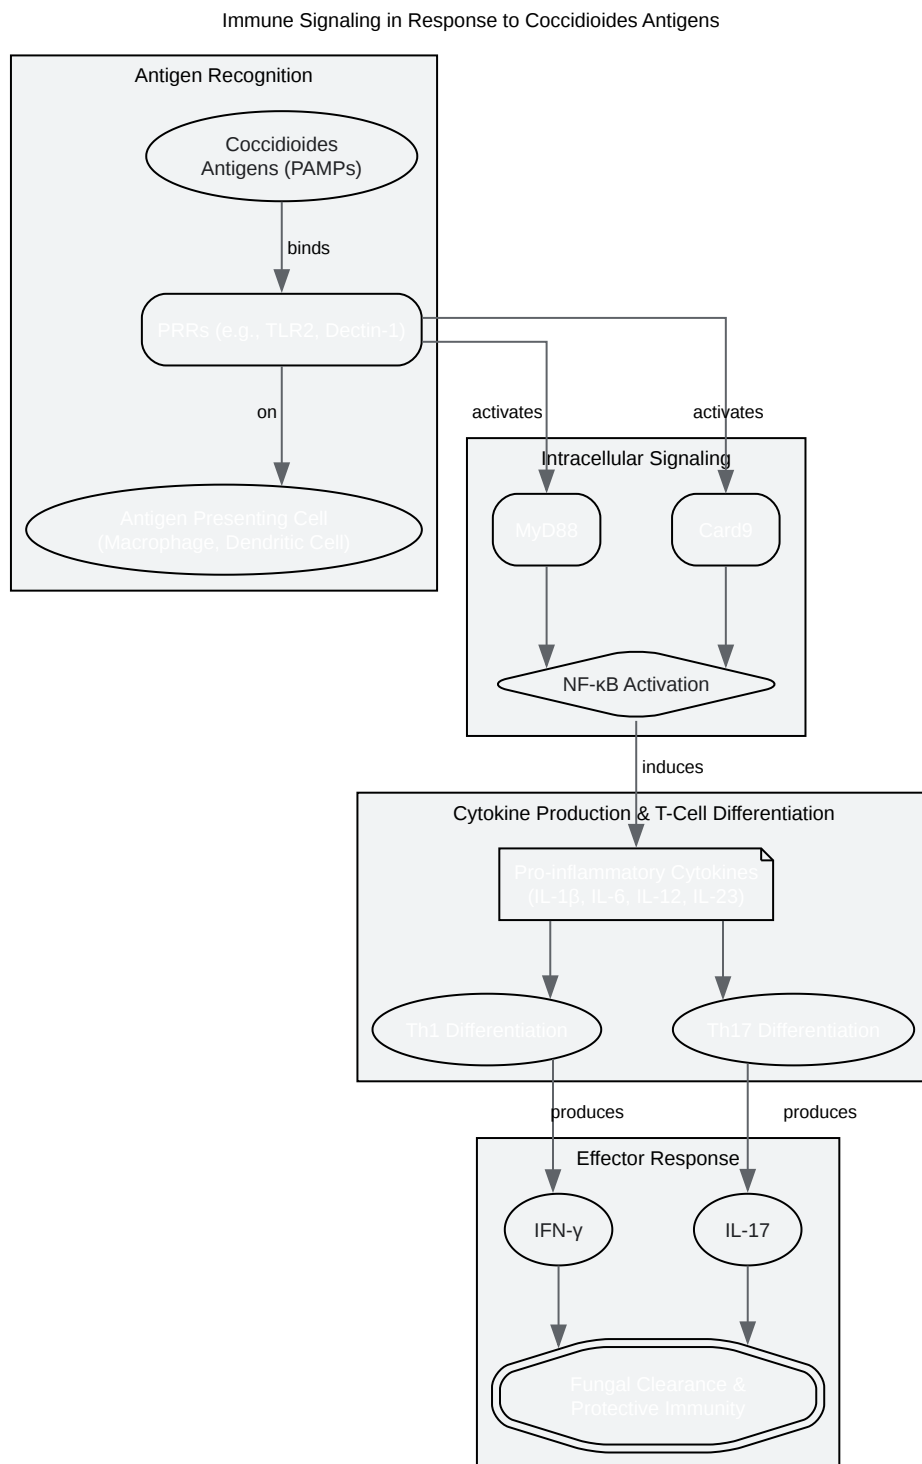 Immune Signaling in Response to Coccidioides Antigens
Antigen Recognition
Coccidioides
Antigens (PAMPs)
binds
PRRs (e.g., TLR2, Dectin-1)
on
activates
activates
Antigen Presenting Cell
(Macrophage, Dendritic Cell)
Intracellular Signaling
MyD88
Card9
NF-κB Activation
induces
Cytokine Production & T-Cell Differentiation
Pro-inflammatory Cytokines
(IL-1β, IL-6, IL-12, IL-23)
Th1 Differentiation
Th17 Differentiation
produces
produces
Effector Response
IFN-γ
IL-17
Fungal Clearance &
Protective Immunity